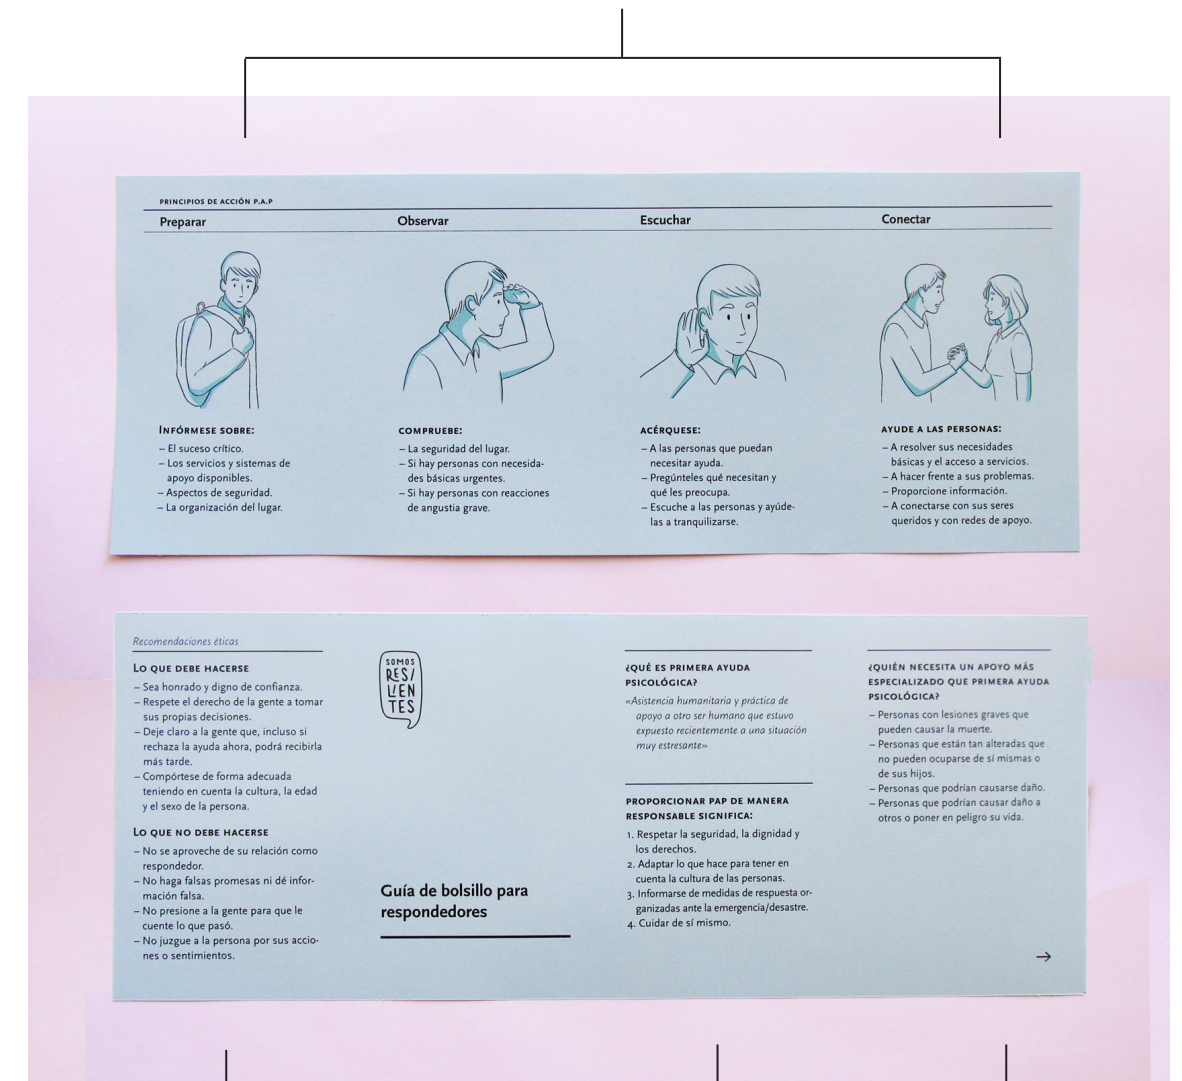 PRINCIPIOS DE ACCIÓN P.A.P
Preparar
Observar
Escuchar
Conectar
INFÓRMESE SOBRE:
– El suceso crítico.
– Los servicios y sistemas de
apoyo disponibles.
– Aspectos de seguridad.
– La organización del lugar.
COMPRUEBE:
– La seguridad del lugar.
– Si hay personas con necesida-
des básicas urgentes.
– Si hay personas con reacciones
de angustia grave.
ACÉRQUESE:
– A las personas que puedan
necesitar ayuda.
– Pregúnteles qué necesitan y
qué les preocupa.
– Escuche a las personas y ayúde-
las a tranquilizarse.
AYUDE A LAS PERSONAS:
– A resolver sus necesidades
básicas y el acceso a servicios.
– A hacer frente a sus problemas.
– Proporcione información.
– A conectarse con sus seres
queridos y con redes de apoyo.
Recomendaciones éticas
LO QUE DEBE HACERSE
– Sea honrado y digno de confianza.
– Respete el derecho de la gente a tomar
sus propias decisiones.
– Deje claro a la gente que, incluso si
rechaza la ayuda ahora, podrá recibirla
más tarde.
– Compórtese de forma adecuada
teniendo en cuenta la cultura, la edad
y el sexo de la persona.
LO QUE NO DEBE HACERSE
– No se aproveche de su relación como
respondedor.
– No haga falsas promesas ni dé infor-
mación falsa.
– No presione a la gente para que le
cuente lo que pasó.
– No juzgue a la persona por sus accio-
nes o sentimientos.
SOMOS
RESI
LIEN
TES
Guía de bolsillo para
respondedores
¿QUÉ ES PRIMERA AYUDA
PSICOLÓGICA?
«Asistencia humanitaria y práctica de
apoyo a otro ser humano que estuvo
expuesto recientemente a una situación
muy estresante»
PROPORCIONAR PAP DE MANERA
RESPONSABLE SIGNIFICA:
1. Respetar la seguridad, la dignidad y
los derechos.
2. Adaptar lo que hace para tener en
cuenta la cultura de las personas.
3. Informarse de medidas de respuesta or-
ganizadas ante la emergencia/desastre.
4. Cuidar de sí mismo.
¿QUIÉN NECESITA UN APOYO MÁS
ESPECIALIZADO QUE PRIMERA AYUDA
PSICOLÓGICA?
– Personas con lesiones graves que
pueden causar la muerte.
– Personas que están tan alteradas que
no pueden ocuparse de sí mismas o
de sus hijos.
– Personas que podrían causarse daño.
– Personas que podrían causar daño a
otros o poner en peligro su vida.
→